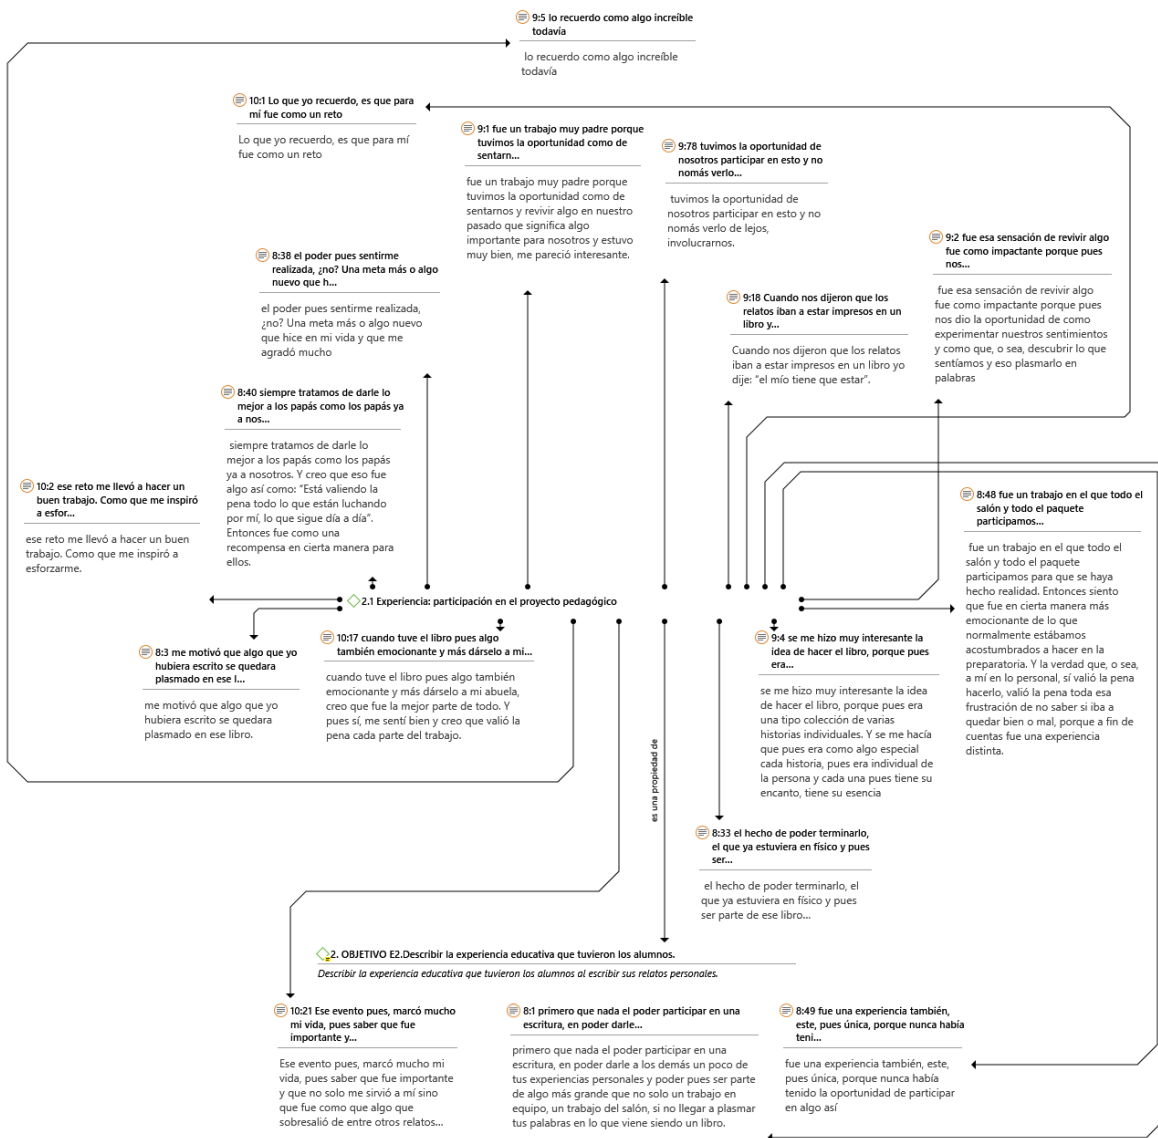 9:5 lo recuerdo como algo increíble
todavía
lo recuerdo como algo increíble
todavía
10:1 Lo que yo recuerdo, es que para
mí fue como un reto
Lo que yo recuerdo, es que para mí
fue como un reto
9:1 fue un trabajo muy padre porque
tuvimos la oportunidad como de
sentarn...
fue un trabajo muy padre porque
tuvimos la oportunidad como de
sentarnos y revivir algo en nuestro
pasado que significa algo
importante para nosotros y estuvo
muy bien, me pareció interesante.
9:78 tuvimos la oportunidad de
nosotros participar en esto y no
nomás verlo...
tuvimos la oportunidad de
nosotros participar en esto y no
nomás verlo de lejos,
involucrarnos.
9:2 fue esa sensación de revivir algo
fue como impactante porque pues
nos...
fue esa sensación de revivir algo
fue como impactante porque pues
nos dio la oportunidad de como
experimentar nuestros sentimientos
y como que, o sea, descubrir lo que
sentíamos y eso plasmarlo en
palabras
8:38 el poder pues sentirme
realizada, ¿no? Una meta más o algo
nuevo que h...
el poder pues sentirme realizada,
¿no? Una meta más o algo nuevo
que hice en mi vida y que me
agradó mucho
9:18 Cuando nos dijeron que los
relatos iban a estar impresos en un
libro y...
Cuando nos dijeron que los relatos
iban a estar impresos en un libro yo
dije: “el mío tiene que estar”.
8:40 siempre tratamos de darle lo
mejor a los papás como los papás ya
a nos...
siempre tratamos de darle lo
mejor a los papás como los papás
ya a nosotros. Y creo que eso fue
algo así como: “Está valiendo la
pena todo lo que están luchando
por mí, lo que sigue día a día”.
Entonces fue como una
recompensa en cierta manera para
ellos.
10:2 ese reto me llevó a hacer un
buen trabajo. Como que me inspiró
a esfor...
ese reto me llevó a hacer un buen
trabajo. Como que me inspiró a
esforzarme.
8:48 fue un trabajo en el que todo el
salón y todo el paquete
participamos...
fue un trabajo en el que todo el
salón y todo el paquete
participamos para que se haya
hecho realidad. Entonces siento
que fue en cierta manera más
emocionante de lo que
normalmente estábamos
acostumbrados a hacer en la
preparatoria. Y la verdad que, o sea,
a mí en lo personal, sí valió la pena
hacerlo, valió la pena toda esa
frustración de no saber si iba a
quedar bien o mal, porque a fin de
cuentas fue una experiencia
distinta.
2.1 Experiencia: participación en el proyecto pedagógico
8:3 me motivó que algo que yo
hubiera escrito se quedara
plasmado en ese l...
me motivó que algo que yo
hubiera escrito se quedara
plasmado en ese libro.
10:17 cuando tuve el libro pues algo
también emocionante y más dárselo a mi...
cuando tuve el libro pues algo también
emocionante y más dárselo a mi abuela,
creo que fue la mejor parte de todo. Y
pues sí, me sentí bien y creo que valió la
pena cada parte del trabajo.
9:4 se me hizo muy interesante la
idea de hacer el libro, porque pues
era...
se me hizo muy interesante la idea
de hacer el libro, porque pues era
una tipo colección de varias
historias individuales. Y se me hacía
que pues era como algo especial
cada historia, pues era individual de
la persona y cada una pues tiene su
encanto, tiene su esencia
es una propiedad de
8:33 el hecho de poder terminarlo,
el que ya estuviera en físico y pues
ser...
el hecho de poder terminarlo, el
que ya estuviera en físico y pues
ser parte de ese libro...
2. OBJETIVO E2.Describir la experiencia educativa que tuvieron los alumnos.
Describir la experiencia educativa que tuvieron los alumnos al escribir sus relatos personales.
10:21 Ese evento pues, marcó mucho
mi vida, pues saber que fue
importante y...
Ese evento pues, marcó mucho mi
vida, pues saber que fue importante
y que no solo me sirvió a mí sino
que fue como que algo que
sobresalió de entre otros relatos...
8:1 primero que nada el poder participar en una
escritura, en poder darle...
primero que nada el poder participar en una
escritura, en poder darle a los demás un poco de
tus experiencias personales y poder pues ser parte
de algo más grande que no solo un trabajo en
equipo, un trabajo del salón, si no llegar a plasmar
tus palabras en lo que viene siendo un libro.
8:49 fue una experiencia también,
este, pues única, porque nunca había
teni...
fue una experiencia también, este,
pues única, porque nunca había
tenido la oportunidad de participar
en algo así